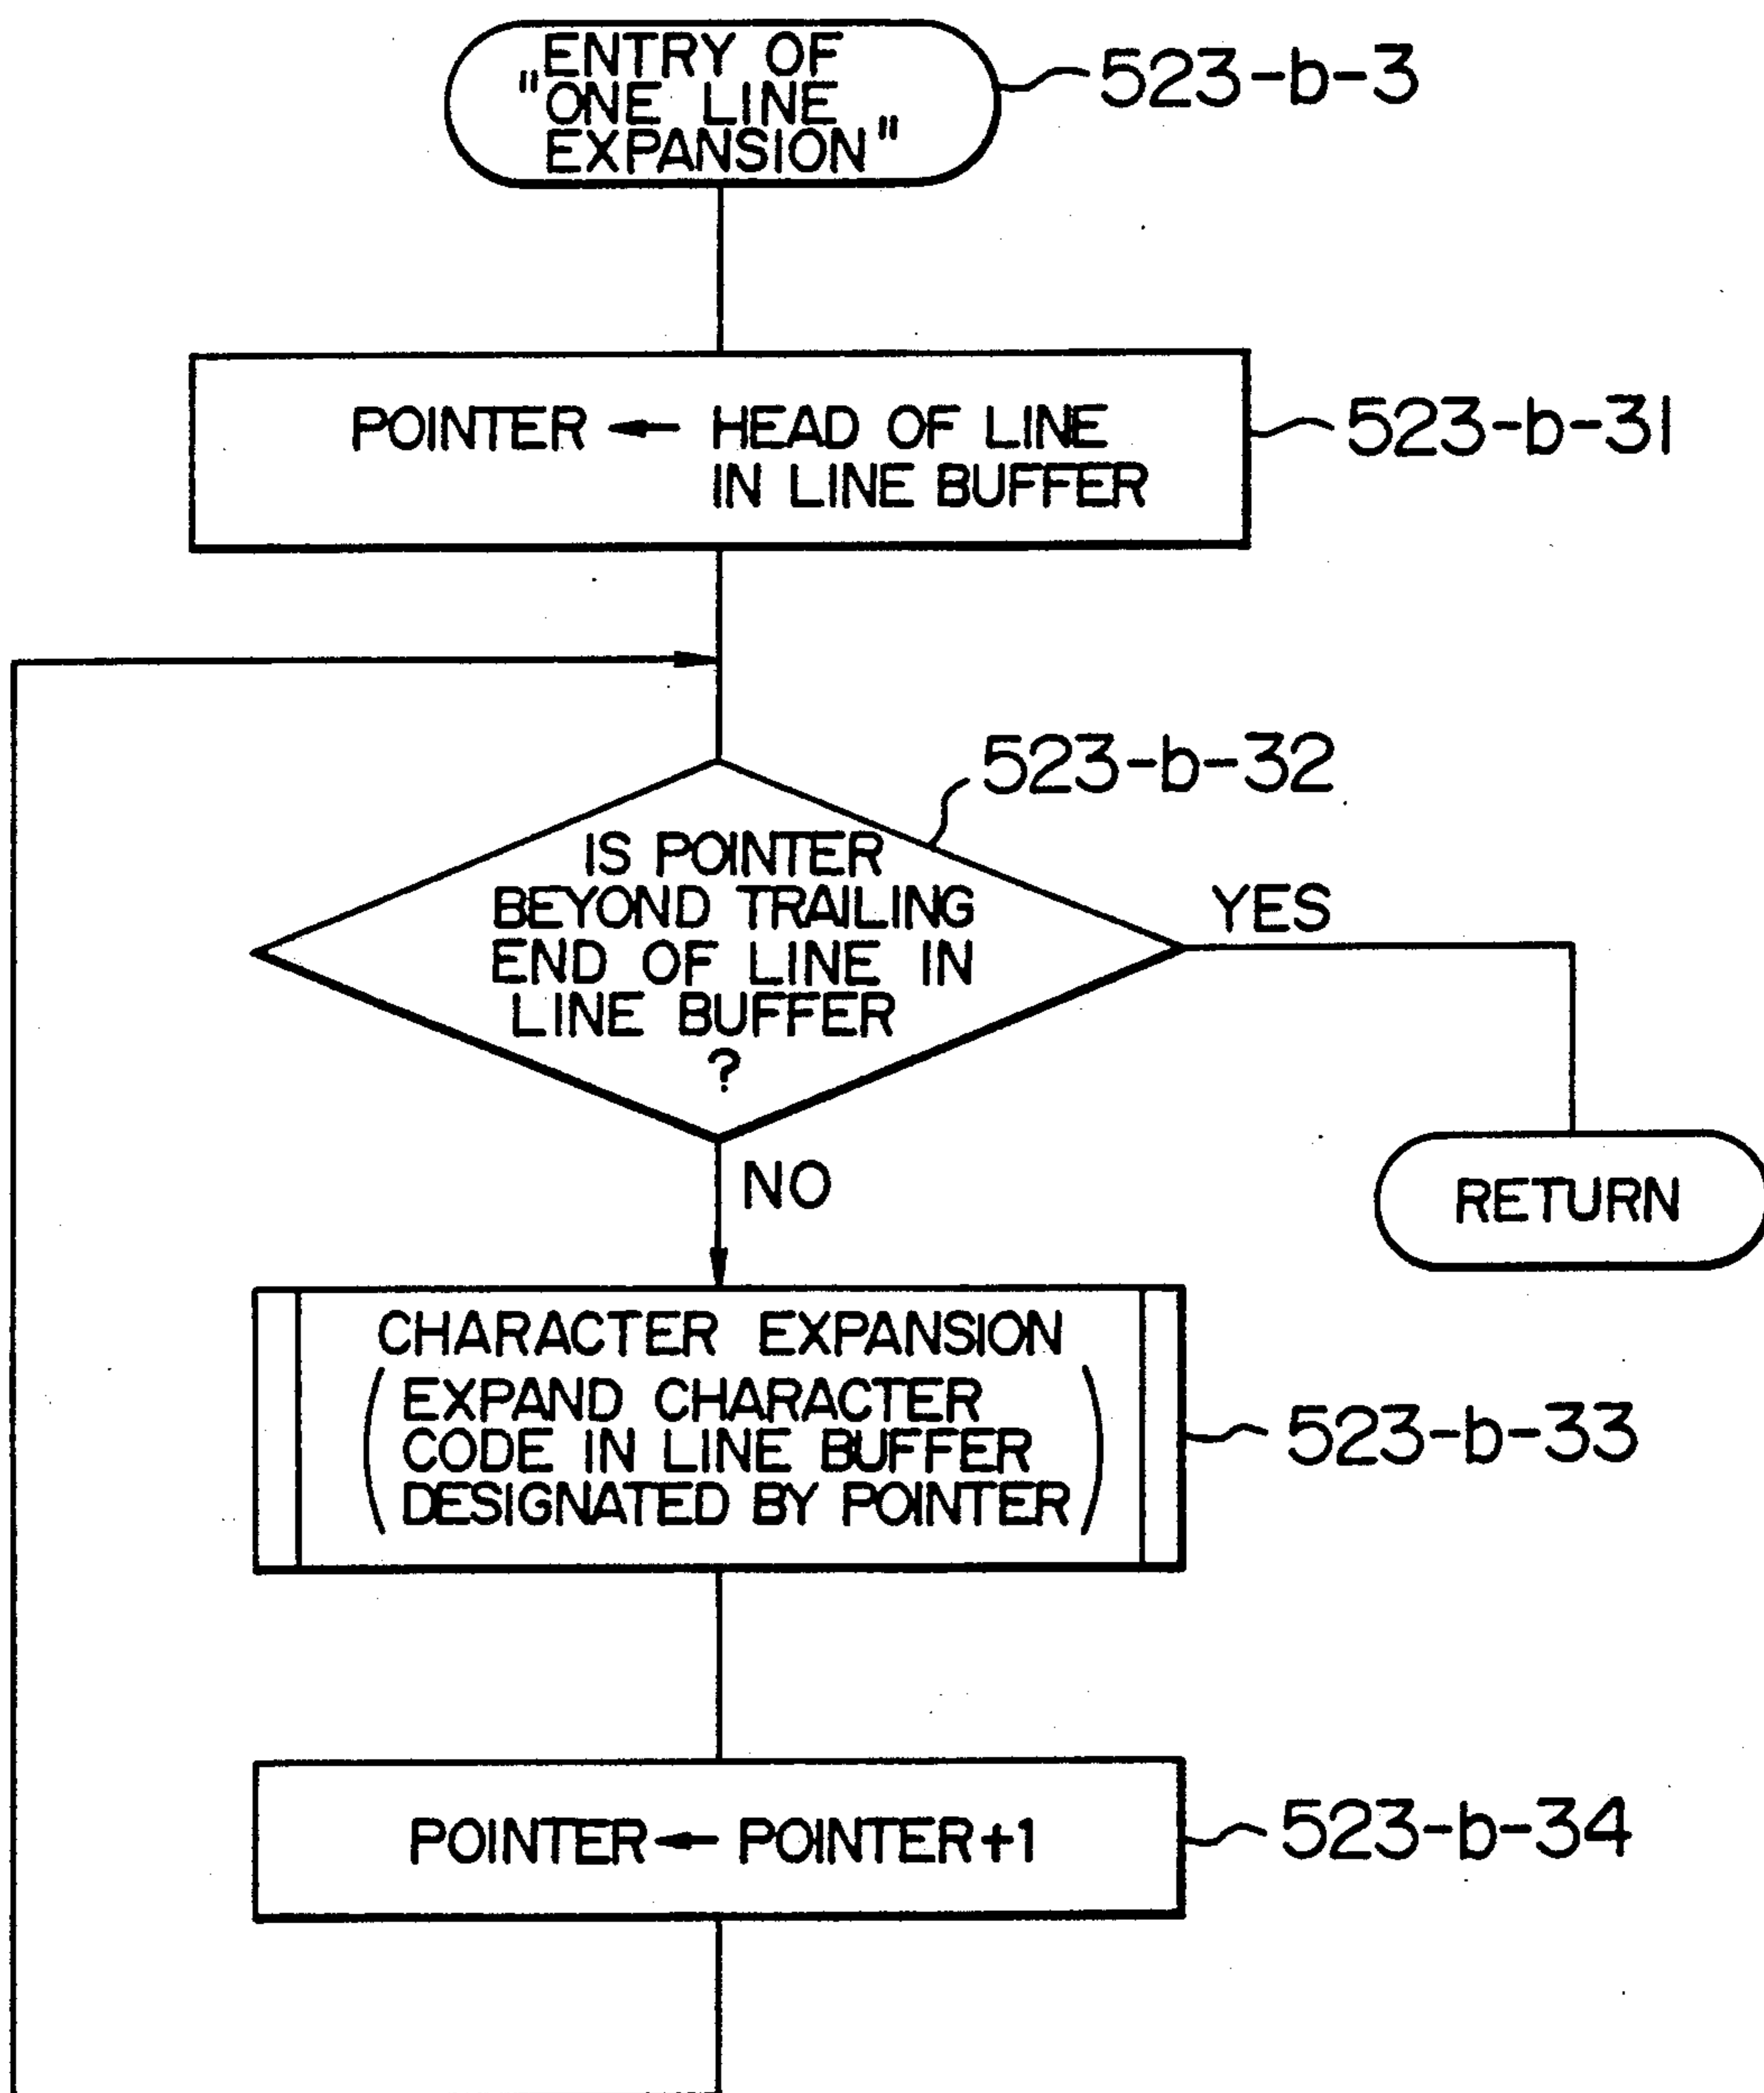 ENTRY OF
"ONE LINE
EXPANSION"
523-b-3
POINTER ← HEAD OF LINE
IN LINE BUFFER
523-b-31
523-b-32
IS POINTER
BEYOND TRAILING
END OF LINE IN
LINE BUFFER
?
YES
NO
RETURN
CHARACTER EXPANSION
(EXPAND CHARACTER
CODE IN LINE BUFFER
DESIGNATED BY POINTER)
523-b-33
POINTER ← POINTER+1
523-b-34